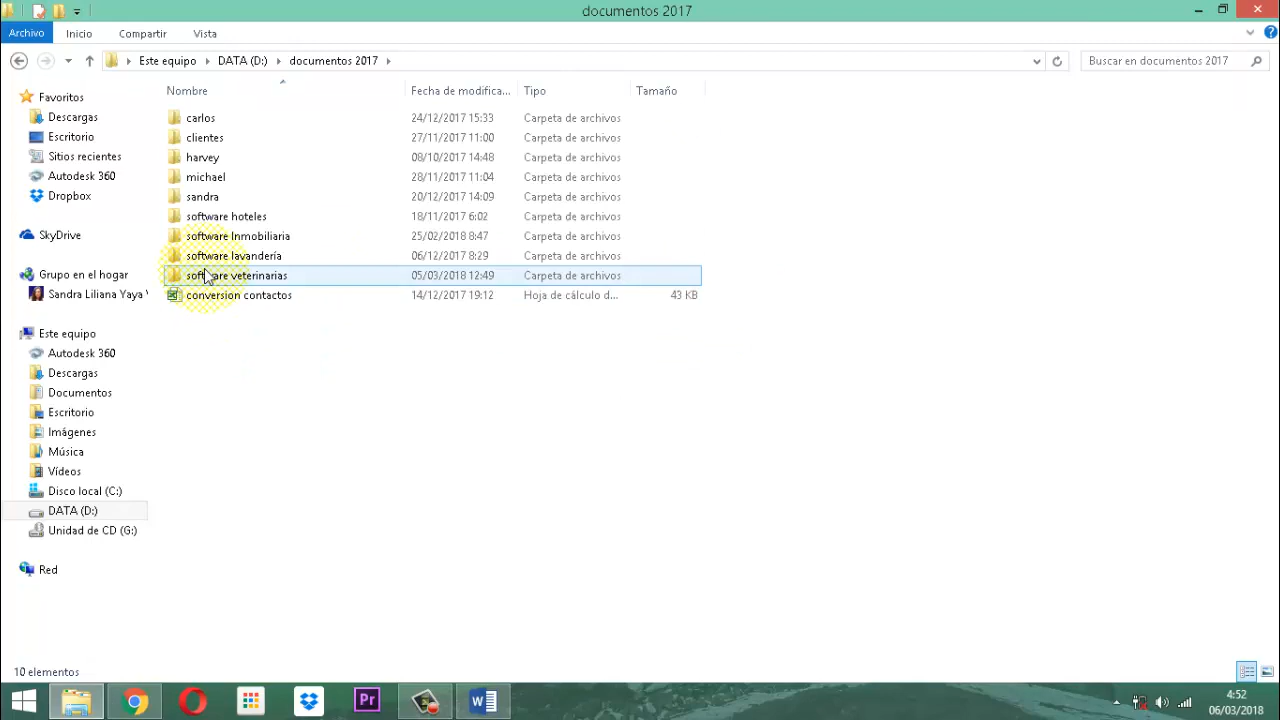 documentos 2017
Archivo Inicio Compartir Vista
Este equipo DATA (D:) documentos 2017 Buscar en documentos 2017
Nombre Fecha de modifica... Tipo Tamaño
Favoritos
Descargas
Escritorio
Sitios recientes
Autodesk 360
Dropbox
SkyDrive
Grupo en el hogar
Sandra Liliana Yaya
Este equipo
Autodesk 360
Descargas
Documentos
Escritorio
Imágenes
Música
Vídeos
Disco local (C:)
DATA (D:)
Unidad de CD (G:)
Red
carlos 24/12/2017 15:33 Carpeta de archivos
clientes 27/11/2017 11:00 Carpeta de archivos
harvey 08/10/2017 14:48 Carpeta de archivos
michael 28/11/2017 11:04 Carpeta de archivos
sandra 20/12/2017 14:09 Carpeta de archivos
software hoteles 18/11/2017 6:02 Carpeta de archivos
software Inmobiliaria 25/02/2018 8:47 Carpeta de archivos
software lavandería 06/12/2017 8:29 Carpeta de archivos
software veterinarias 05/03/2018 12:49 Carpeta de archivos
conversion contactos 14/12/2017 19:12 Hoja de cálculo d... 43 KB
10 elementos
Pr
4:52
06/03/2018